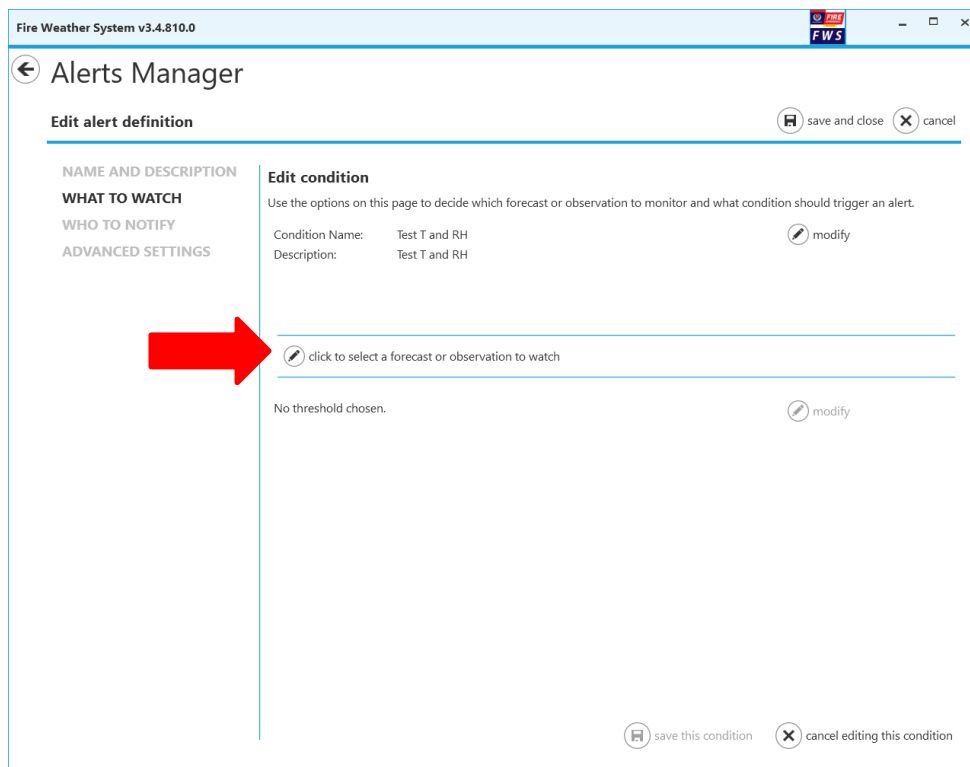 Fire Weather System v3.4.810.0
FIRE
FWS
Alerts Manager
Edit alert definition
save and close
cancel
NAME AND DESCRIPTION
WHAT TO WATCH
WHO TO NOTIFY
ADVANCED SETTINGS
Edit condition
Use the options on this page to decide which forecast or observation to monitor and what condition should trigger an alert.
Condition Name: Test T and RH
modify
Description: Test T and RH
click to select a forecast or observation to watch
No threshold chosen.
modify
save this condition
cancel editing this condition